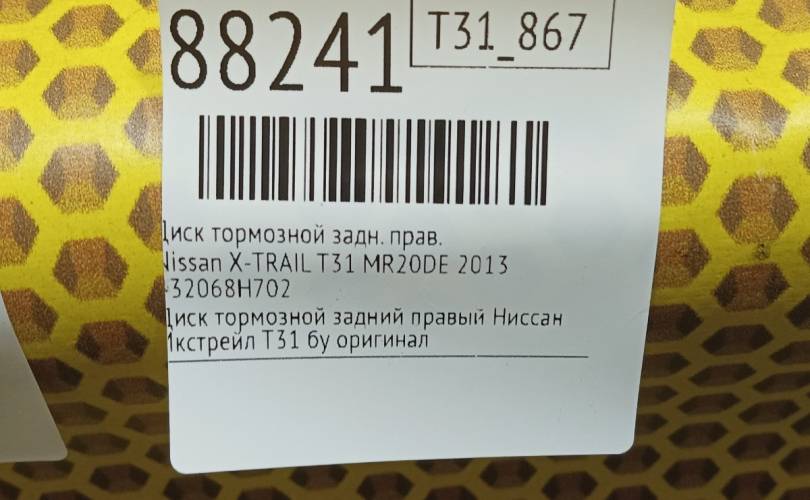 88241
T31_867
Диск тормозной задн. прав.
Nissan X-TRAIL T31 MR20DE 2013
432068H702
Диск тормозной задний правый Ниссан
Икстрейл Т31 бу оригинал